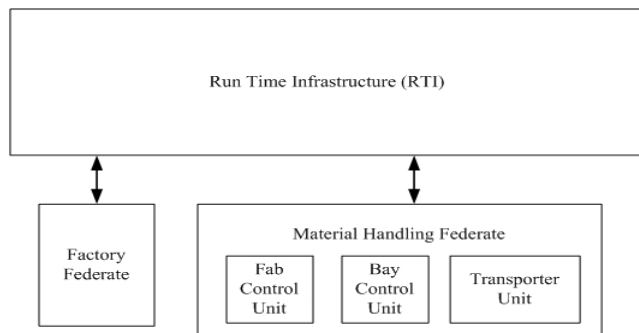 Run Time Infrastructure (RTI)
Factory
Federate
Material Handling Federate
Fab
Control
Unit
Bay
Control
Unit
Transporter
Unit